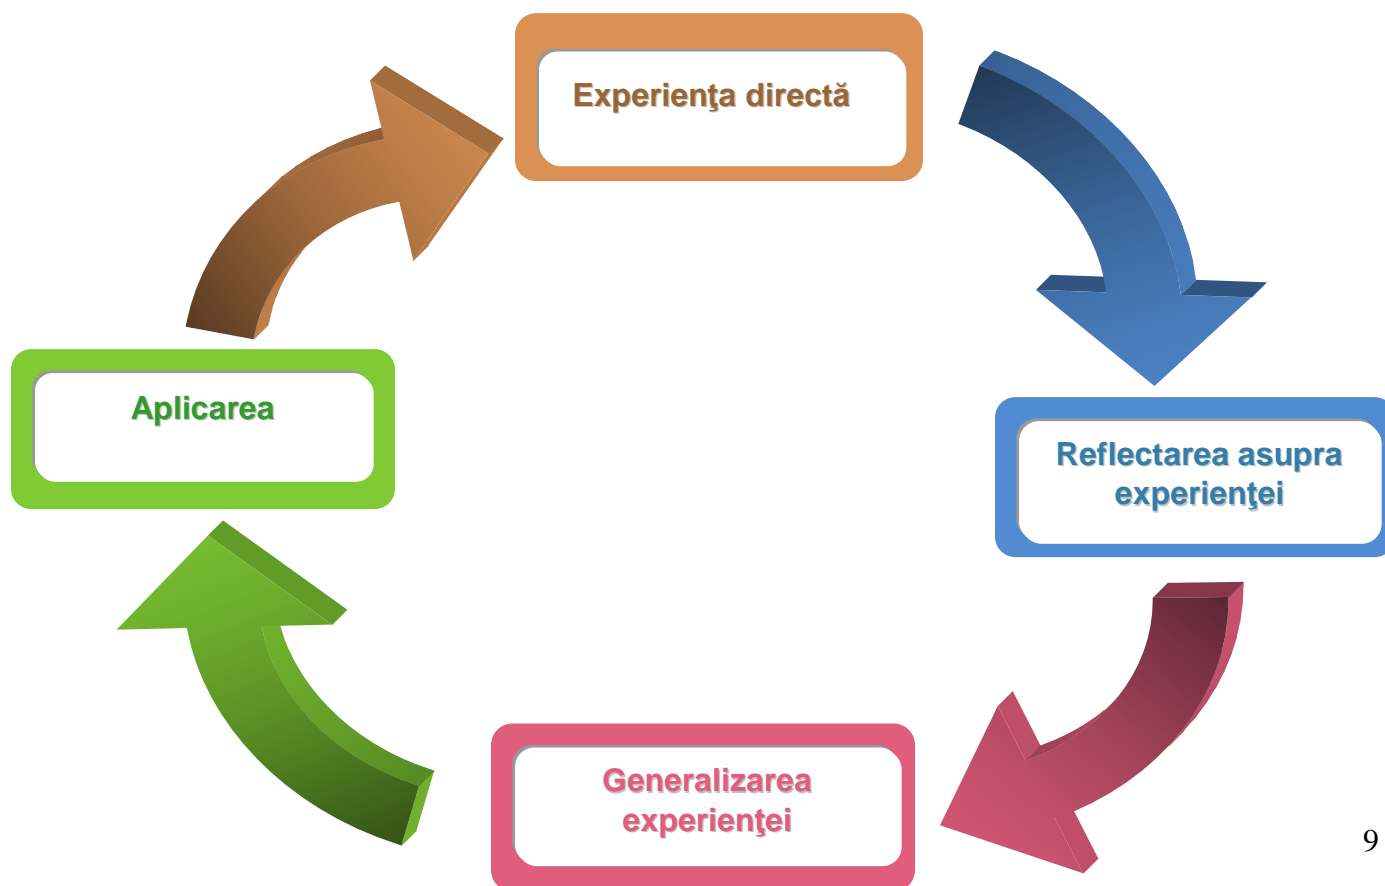 Experienţa directă
Aplicarea
Reflectarea asupra
experienţei
Generalizarea
experienţei
9